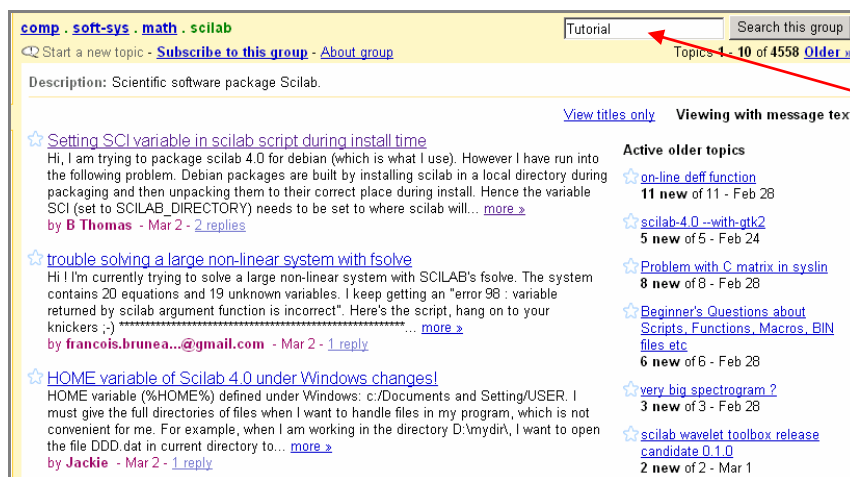 comp . soft-sys . math . scilab
Tutorial
Search this group
Start a new topic - Subscribe to this group - About group
Topics 1 - 10 of 4558 Older »
Description: Scientific software package Scilab.
View titles only Viewing with message tex
Setting SCI variable in scilab script during install time
Hi, I am trying to package scilab 4.0 for debian (which is what I use). However I have run into
the following problem. Debian packages are built by installing scilab in a local directory during
packaging and then unpacking them to their correct place during install. Hence the variable
SCI (set to SCILAB_DIRECTORY) needs to be set to where scilab will... more »
by B Thomas - Mar 2 - 2 replies
trouble solving a large non-linear system with fsolve
Hi ! I'm currently trying to solve a large non-linear system with SCILAB's fsolve. The system
contains 20 equations and 19 unknown variables. I keep getting an "error 98 : variable
returned by scilab argument function is incorrect". Here's the script, hang on to your
knickers ;-) ******************************************************... more »
by francois.brunea...@gmail.com - Mar 2 - 1 reply
HOME variable of Scilab 4.0 under Windows changes!
HOME variable (%HOME%) defined under Windows: c:/Documents and Setting/USER. I
must give the full directories of files when I want to handle files in my program, which is not
convenient for me. For example, when I am working in the directory D:\mydir\, I want to open
the file DDD.dat in current directory to... more »
by Jackie - Mar 2 - 1 reply
Active older topics
on-line deff function
11 new of 11 - Feb 28
scilab-4.0 --with-gtk2
5 new of 5 - Feb 24
Problem with C matrix in syslin
8 new of 8 - Feb 28
Beginner's Questions about
Scripts, Functions, Macros, BIN
files etc
6 new of 6 - Feb 28
very big spectrogram ?
3 new of 3 - Feb 28
scilab wavelet toolbox release
candidate 0.1.0
2 new of 2 - Mar 1